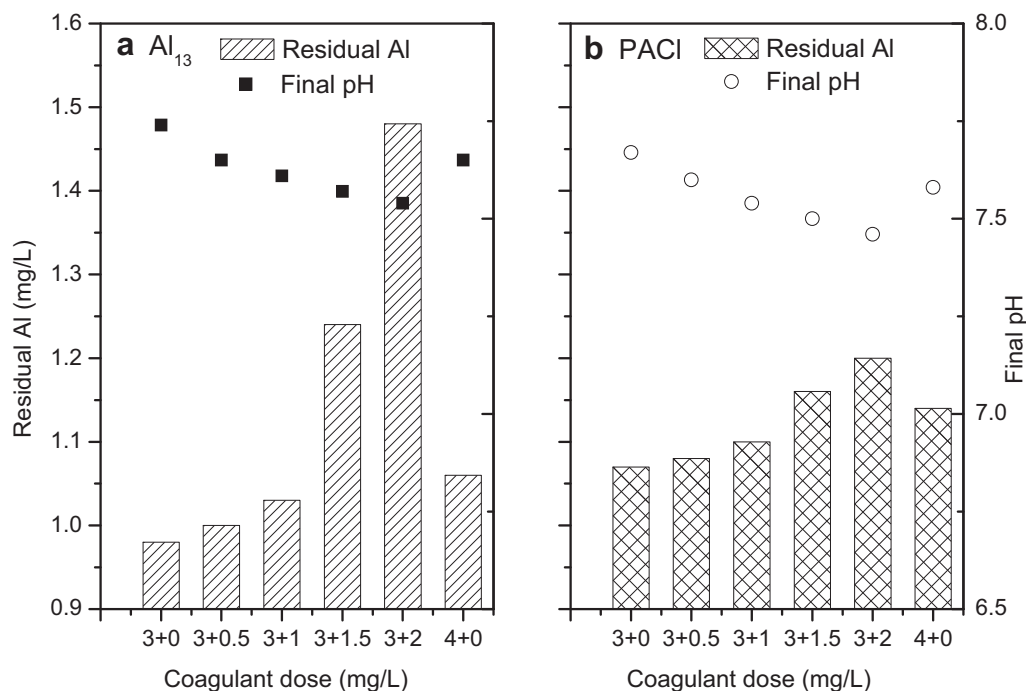 a Al13
Residual Al
Final pH
b PACl
Residual Al
Final pH
Residual Al (mg/L)
1.6
1.5
1.4
1.3
1.2
1.1
1.0
0.9
3+0 3+0.5 3+1 3+1.5 3+2 4+0
Coagulant dose (mg/L)
3+0 3+0.5 3+1 3+1.5 3+2 4+0
Coagulant dose (mg/L)
8.0
7.5
7.0
6.5
Final pH